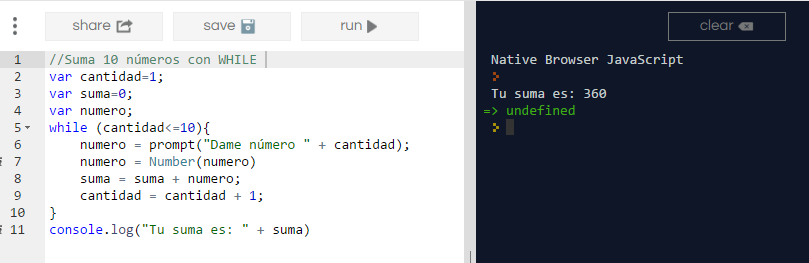 share save run
1 //Suma 10 números con WHILE
2 var cantidad=1;
3 var suma=0;
4 var numero;
5 while (cantidad<=10){
6 numero = prompt("Dame número " + cantidad);
7 numero = Number(numero)
8 suma = suma + numero;
9 cantidad = cantidad + 1;
10 }
11 console.log("Tu suma es: " + suma)
clear
Native Browser JavaScript
Tu suma es: 360
=> undefined